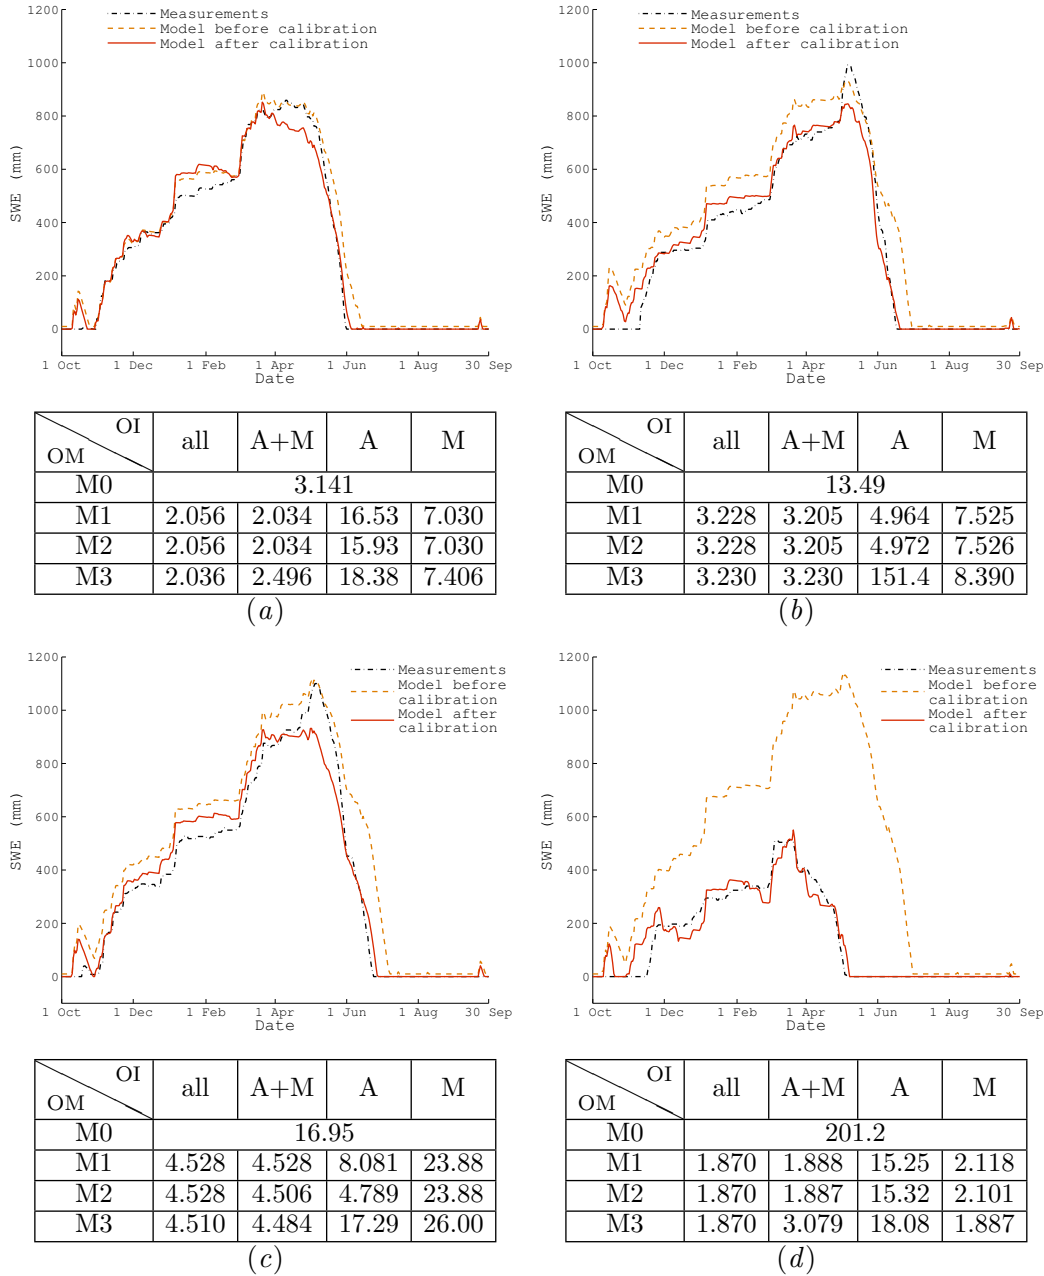 1200
1000
800
600
400
200
0
SWE (mm)
Measurements
Model before calibration
Model after calibration
1 Oct 1 Dec 1 Feb 1 Apr 1 Jun 1 Aug 30 Sep
Date
OI
OM
all A+M A M
M0 3.141
M1 2.056 2.034 16.53 7.030
M2 2.056 2.034 15.93 7.030
M3 2.036 2.496 18.38 7.406
(a)
1200
1000
800
600
400
200
0
SWE (mm)
Measurements
Model before calibration
Model after calibration
1 Oct 1 Dec 1 Feb 1 Apr 1 Jun 1 Aug 30 Sep
Date
OI
OM
all A+M A M
M0 13.49
M1 3.228 3.205 4.964 7.525
M2 3.228 3.205 4.972 7.526
M3 3.230 3.230 151.4 8.390
(b)
1200
1000
800
600
400
200
0
SWE (mm)
Measurements
Model before
calibration
Model after
calibration
1 Oct 1 Dec 1 Feb 1 Apr 1 Jun 1 Aug 30 Sep
Date
OI
OM
all A+M A M
M0 16.95
M1 4.528 4.528 8.081 23.88
M2 4.528 4.506 4.789 23.88
M3 4.510 4.484 17.29 26.00
(c)
1200
1000
800
600
400
200
0
SWE (mm)
Measurements
Model before
calibration
Model after
calibration
1 Oct 1 Dec 1 Feb 1 Apr 1 Jun 1 Aug 30 Sep
Date
OI
OM
all A+M A M
M0 201.2
M1 1.870 1.888 15.25 2.118
M2 1.870 1.887 15.32 2.101
M3 1.870 3.079 18.08 1.887
(d)